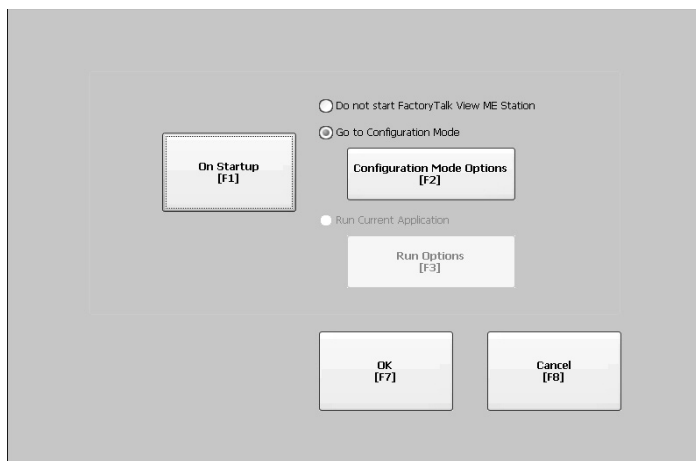 Do not start FactoryTalk View ME Station
Go to Configuration Mode
On Startup
[F1]
Configuration Mode Options
[F2]
Run Current Application
Run Options
[F3]
OK
[F7]
Cancel
[F8]